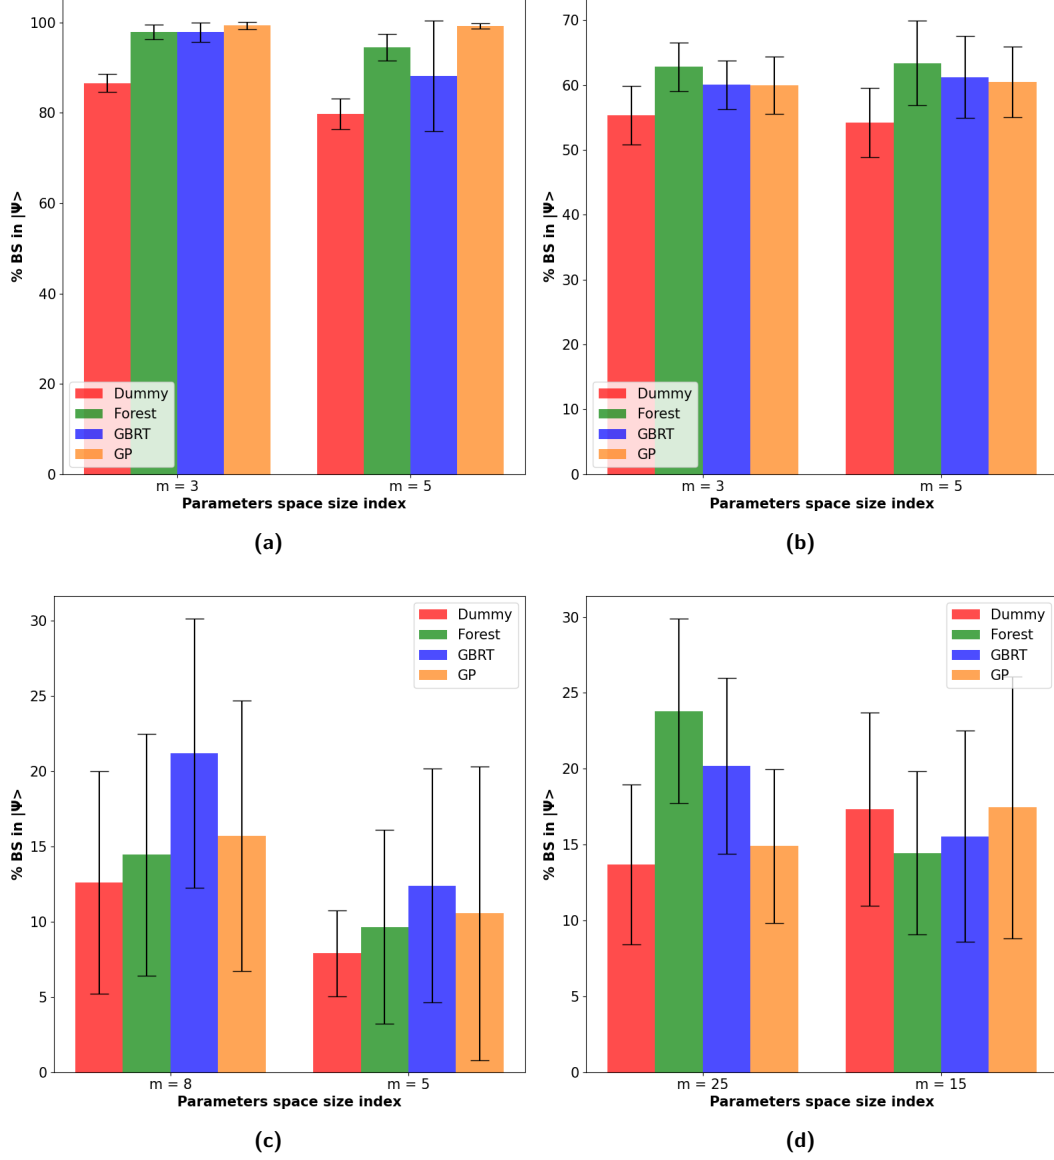 100
80
60
40
20
0
% BS in |Ψ>
Dummy
Forest
GBRT
GP
m = 3
m = 5
Parameters space size index
(a)
70
60
50
40
30
20
10
0
% BS in |Ψ>
Dummy
Forest
GBRT
GP
m = 3
m = 5
Parameters space size index
(b)
30
25
20
15
10
5
0
% BS in |Ψ>
Dummy
Forest
GBRT
GP
m = 8
m = 5
Parameters space size index
(c)
30
25
20
15
10
5
0
% BS in |Ψ>
Dummy
Forest
GBRT
GP
m = 25
m = 15
Parameters space size index
(d)